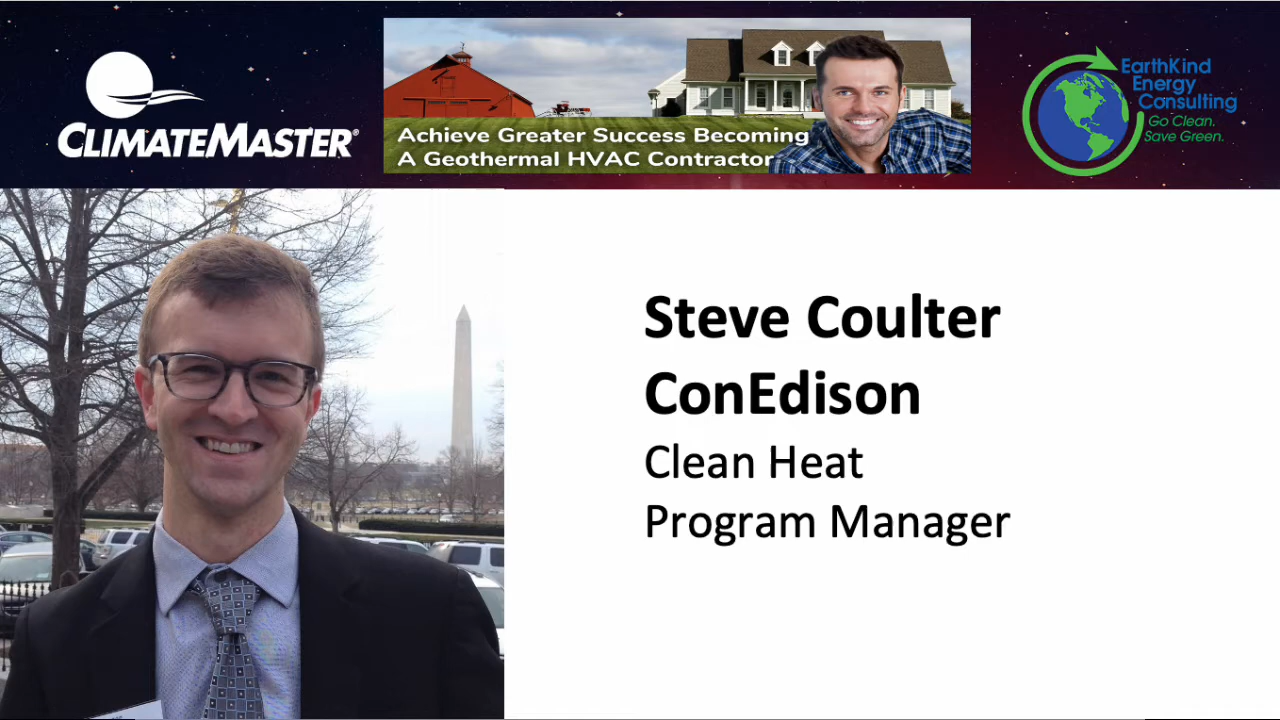 CLIMATEMASTER®
Achieve Greater Success Becoming
A Geothermal HVAC Contractor
EarthKind
Energy
Consulting
Go Clean.
Save Green.
Steve Coulter
ConEdison
Clean Heat
Program Manager